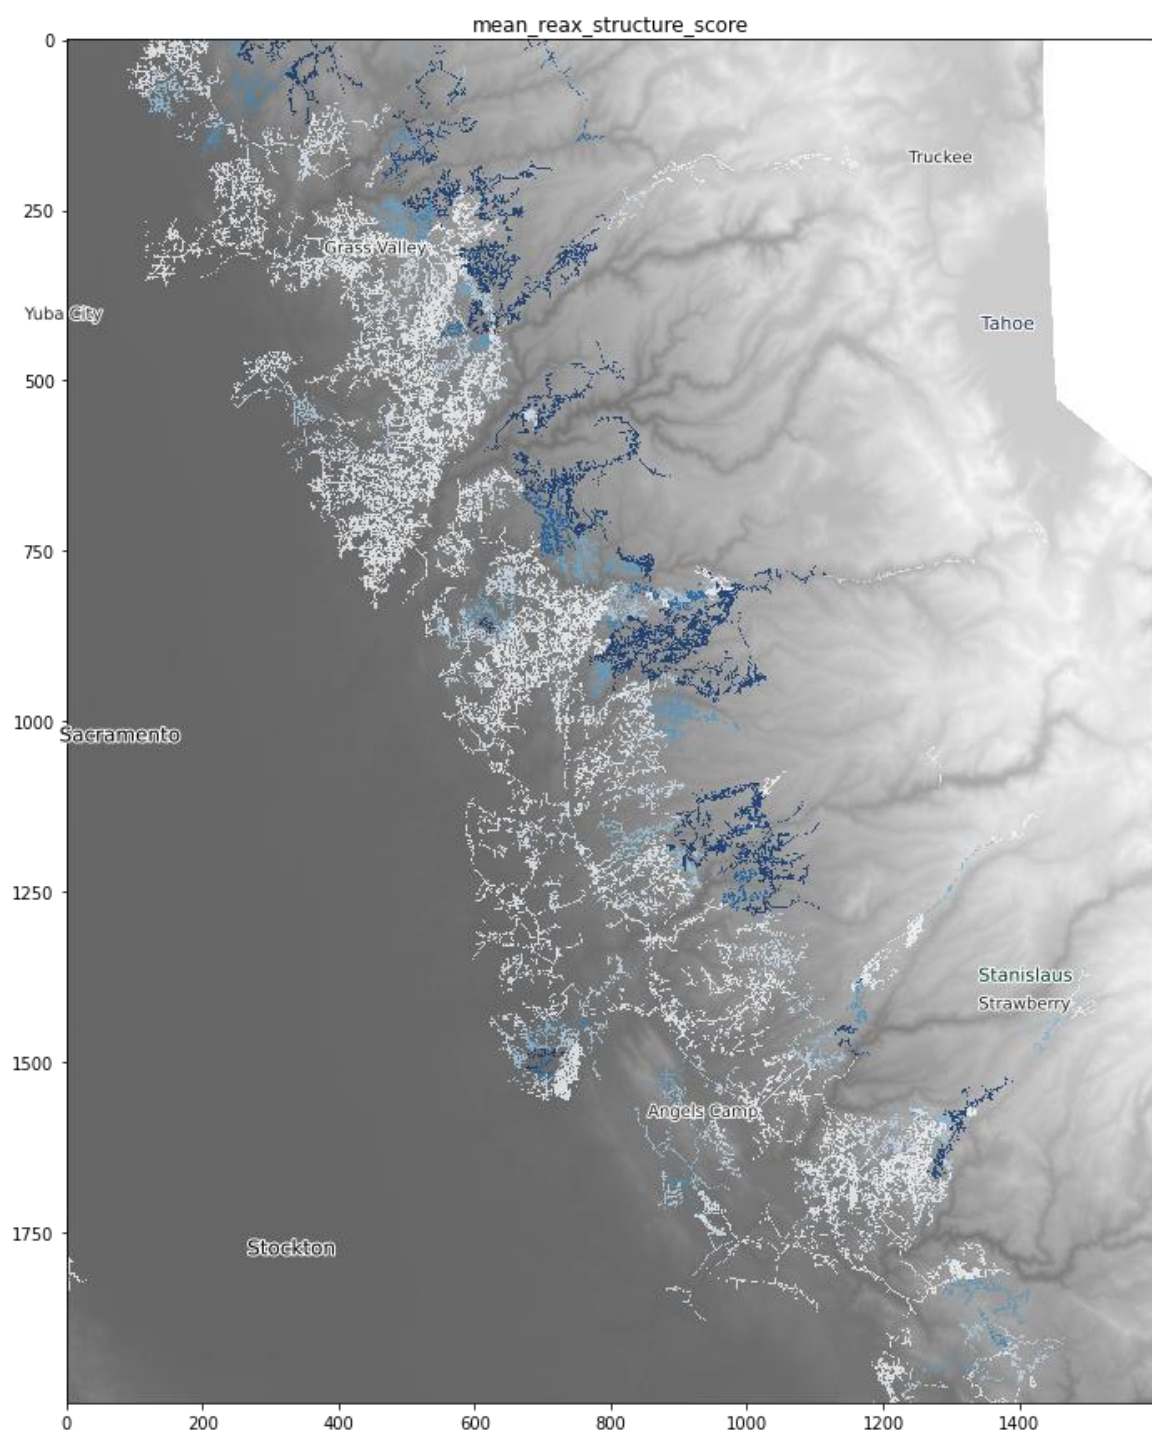 mean_reax_structure_score
0
Truckee
250
Grass Valley
Yuba City
Tahoe
500
750
1000
Sacramento
1250
Stanislaus
Strawberry
1500
Angels Camp
1750
Stockton
0 200 400 600 800 1000 1200 1400